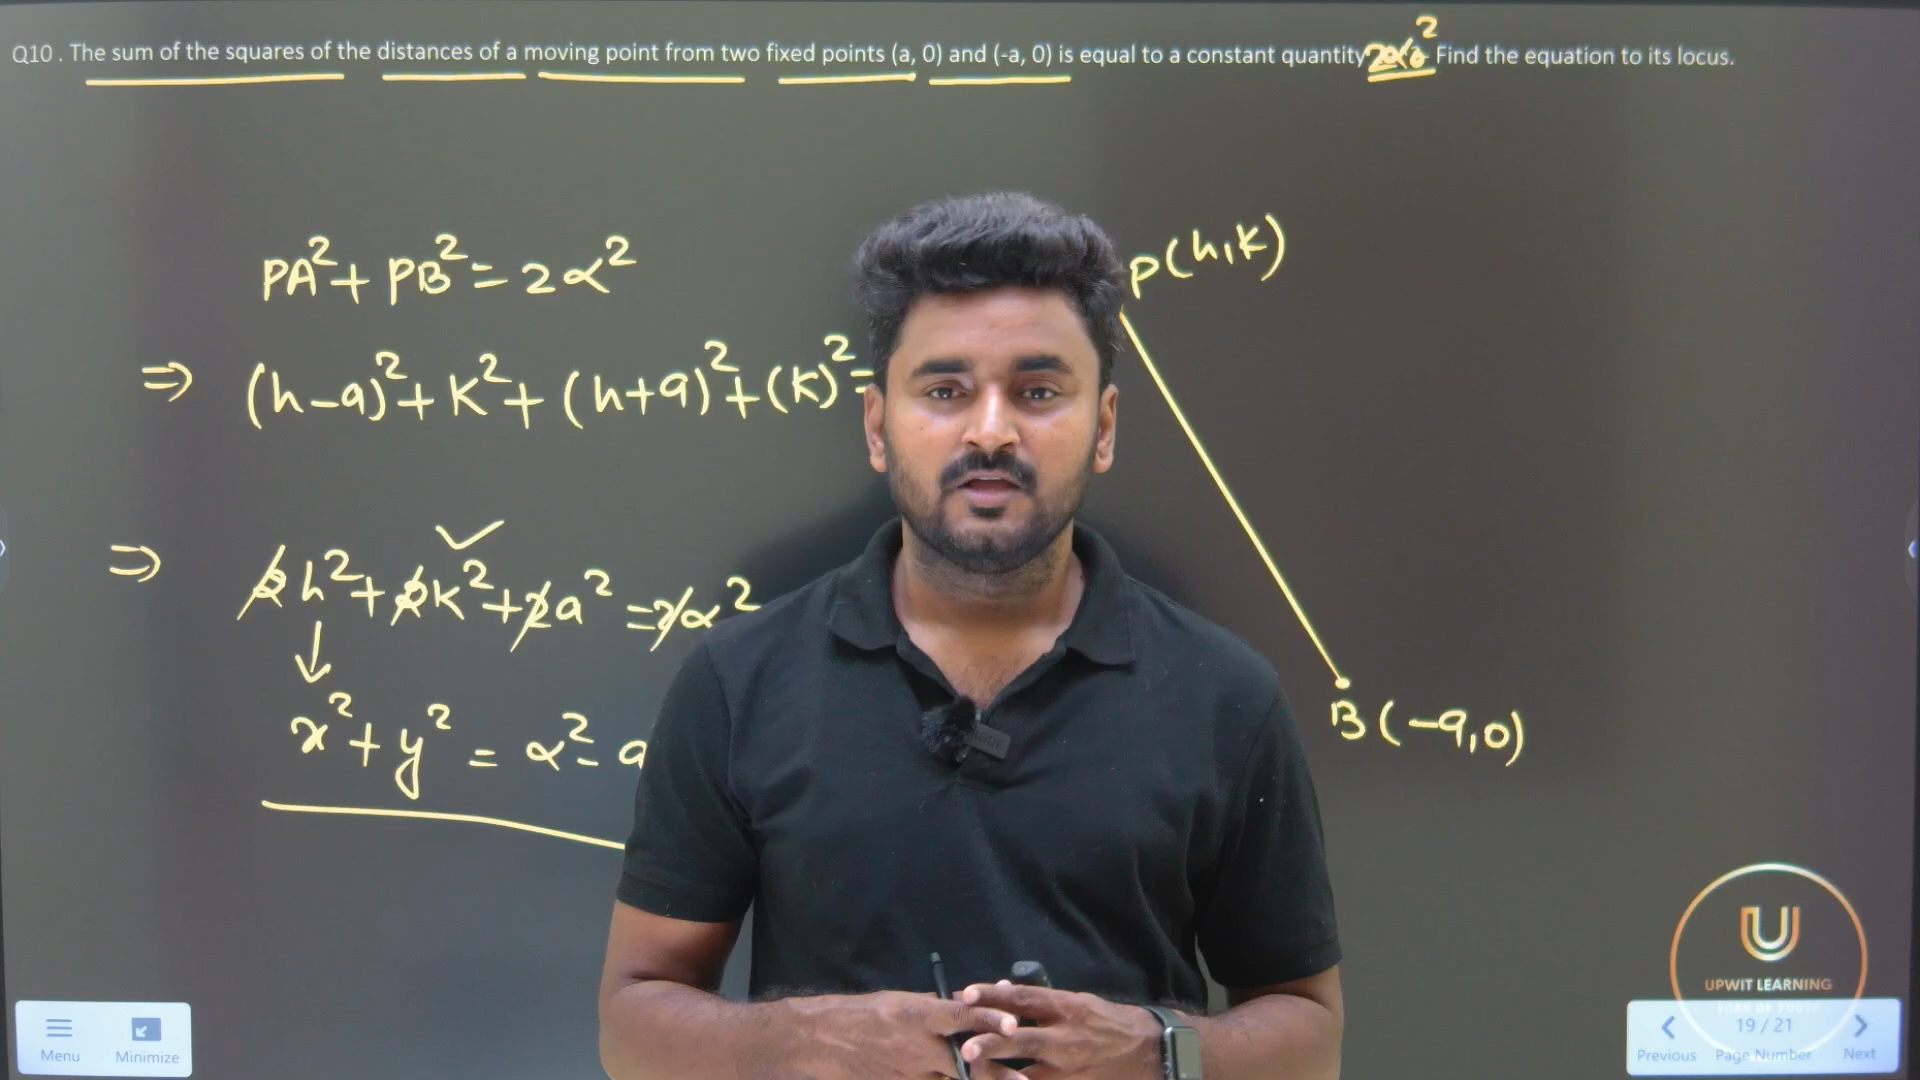 Q10 . The sum of the squares of the distances of a moving point from two fixed points (a, 0) and (-a, 0) is equal to a constant quantity 2α² Find the equation to its locus.
PA² + PB² = 2α²
P(h,k)
⇒ (h-a)² + k² + (h+a)² + (k)² =
⇒ 2h² + 2k² + 2a² = 2α²
B(-a,0)
x² + y² = α² - a
UPWIT LEARNING
19 / 21
Menu Minimize
Previous Page Number Next